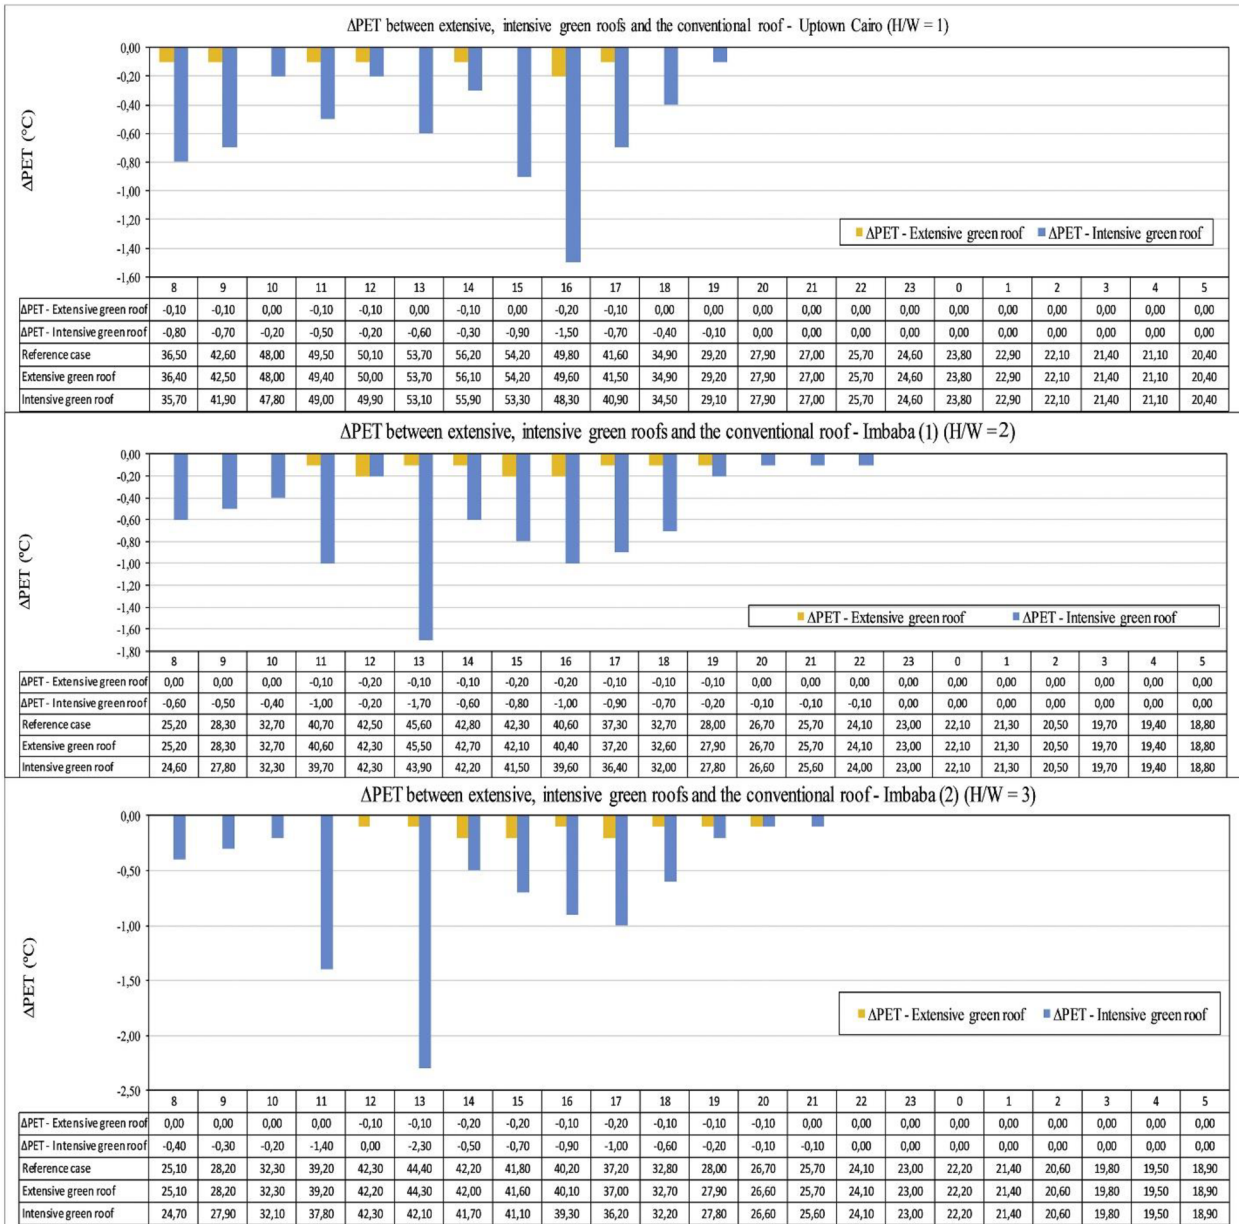 ΔPET between extensive, intensive green roofs and the conventional roof - Uptown Cairo (H/W = 1)
ΔPET (°C)
0,00
-0,20
-0,40
-0,60
-0,80
-1,00
-1,20
-1,40
-1,60
ΔPET - Extensive green roof ΔPET - Intensive green roof
8 9 10 11 12 13 14 15 16 17 18 19 20 21 22 23 0 1 2 3 4 5
ΔPET - Extensive green roof -0,10 -0,10 0,00 -0,10 -0,10 0,00 -0,10 0,00 -0,20 -0,10 0,00 0,00 0,00 0,00 0,00 0,00 0,00 0,00 0,00 0,00 0,00 0,00
ΔPET - Intensive green roof -0,80 -0,70 -0,20 -0,50 -0,20 -0,60 -0,30 -0,90 -1,50 -0,70 -0,40 -0,10 0,00 0,00 0,00 0,00 0,00 0,00 0,00 0,00 0,00 0,00
Reference case 36,50 42,60 48,00 49,50 50,10 53,70 56,20 54,20 49,80 41,60 34,90 29,20 27,90 27,00 25,70 24,60 23,80 22,90 22,10 21,40 21,10 20,40
Extensive green roof 36,40 42,50 48,00 49,40 50,00 53,70 56,10 54,20 49,60 41,50 34,90 29,20 27,90 27,00 25,70 24,60 23,80 22,90 22,10 21,40 21,10 20,40
Intensive green roof 35,70 41,90 47,80 49,00 49,90 53,10 55,90 53,30 48,30 40,90 34,50 29,10 27,90 27,00 25,70 24,60 23,80 22,90 22,10 21,40 21,10 20,40
ΔPET between extensive, intensive green roofs and the conventional roof - Imbaba (1) (H/W = 2)
ΔPET (°C)
0,00
-0,20
-0,40
-0,60
-0,80
-1,00
-1,20
-1,40
-1,60
-1,80
ΔPET - Extensive green roof ΔPET - Intensive green roof
8 9 10 11 12 13 14 15 16 17 18 19 20 21 22 23 0 1 2 3 4 5
ΔPET - Extensive green roof 0,00 0,00 0,00 -0,10 -0,20 -0,10 -0,10 -0,20 -0,20 -0,10 -0,10 -0,10 0,00 0,00 0,00 0,00 0,00 0,00 0,00 0,00 0,00 0,00
ΔPET - Intensive green roof -0,60 -0,50 -0,40 -1,00 -0,20 -1,70 -0,60 -0,80 -1,00 -0,90 -0,70 -0,20 -0,10 -0,10 -0,10 0,00 0,00 0,00 0,00 0,00 0,00 0,00
Reference case 25,20 28,30 32,70 40,70 42,50 45,60 42,80 42,30 40,60 37,30 32,70 28,00 26,70 25,70 24,10 23,00 22,10 21,30 20,50 19,70 19,40 18,80
Extensive green roof 25,20 28,30 32,70 40,60 42,30 45,50 42,70 42,10 40,40 37,20 32,60 27,90 26,70 25,70 24,10 23,00 22,10 21,30 20,50 19,70 19,40 18,80
Intensive green roof 24,60 27,80 32,30 39,70 42,30 43,90 42,20 41,50 39,60 36,40 32,00 27,80 26,60 25,60 24,00 23,00 22,10 21,30 20,50 19,70 19,40 18,80
ΔPET between extensive, intensive green roofs and the conventional roof - Imbaba (2) (H/W = 3)
ΔPET (°C)
0,00
-0,50
-1,00
-1,50
-2,00
-2,50
ΔPET - Extensive green roof ΔPET - Intensive green roof
8 9 10 11 12 13 14 15 16 17 18 19 20 21 22 23 0 1 2 3 4 5
ΔPET - Extensive green roof 0,00 0,00 0,00 0,00 -0,10 -0,10 -0,20 -0,20 -0,10 -0,20 -0,10 -0,10 -0,10 0,00 0,00 0,00 0,00 0,00 0,00 0,00 0,00 0,00
ΔPET - Intensive green roof -0,40 -0,30 -0,20 -1,40 0,00 -2,30 -0,50 -0,70 -0,90 -1,00 -0,60 -0,20 -0,10 -0,10 0,00 0,00 0,00 0,00 0,00 0,00 0,00 0,00
Reference case 25,10 28,20 32,30 39,20 42,30 44,40 42,20 41,80 40,20 37,20 32,80 28,00 26,70 25,70 24,10 23,00 22,20 21,40 20,60 19,80 19,50 18,90
Extensive green roof 25,10 28,20 32,30 39,20 42,20 44,30 42,00 41,60 40,10 37,00 32,70 27,90 26,60 25,70 24,10 23,00 22,20 21,40 20,60 19,80 19,50 18,90
Intensive green roof 24,70 27,90 32,10 37,80 42,30 42,10 41,70 41,10 39,30 36,20 32,20 27,80 26,60 25,60 24,10 23,00 22,20 21,40 20,60 19,80 19,50 18,90